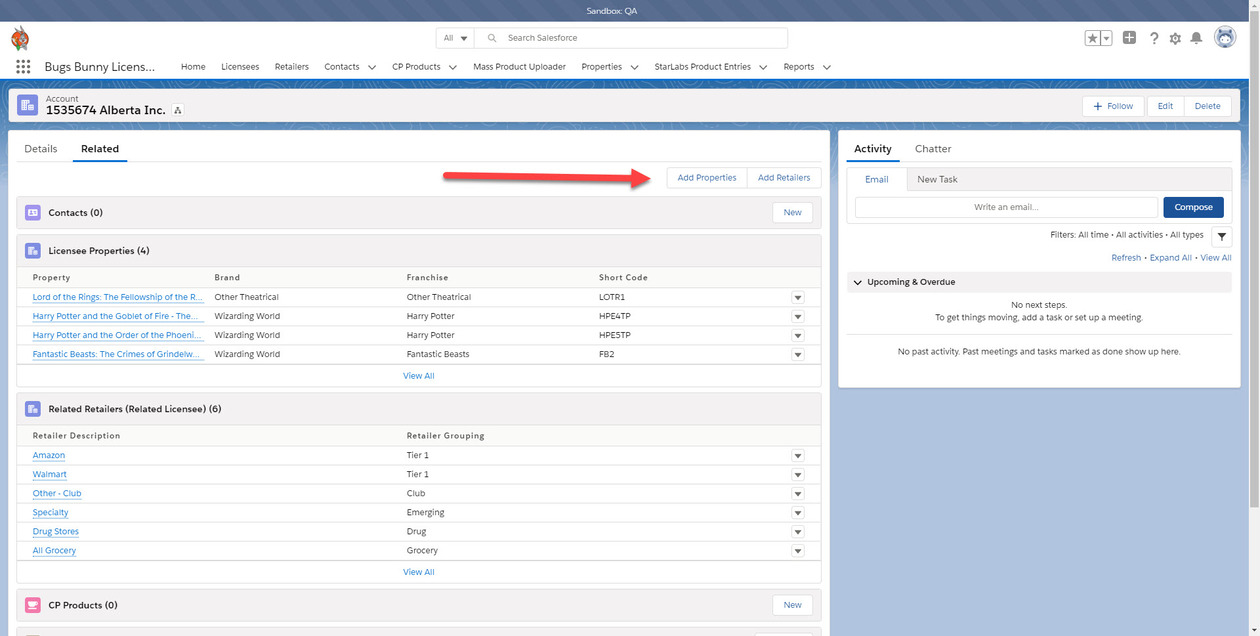 Sandbox: QA
All
Search Salesforce
Bugs Bunny Licens...
Home
Licensees
Retailers
Contacts
CP Products
Mass Product Uploader
Properties
StarLabs Product Entries
Reports
Account
1535674 Alberta Inc.
+ Follow
Edit
Delete
Details
Related
Add Properties
Add Retailers
Contacts (0)
New
Licensee Properties (4)
Property Brand Franchise Short Code
Lord of the Rings: The Fellowship of the R... Other Theatrical Other Theatrical LOTR1
Harry Potter and the Goblet of Fire - The... Wizarding World Harry Potter HPE4TP
Harry Potter and the Order of the Phoeni... Wizarding World Harry Potter HPE5TP
Fantastic Beasts: The Crimes of Grindelw... Wizarding World Fantastic Beasts FB2
View All
Related Retailers (Related Licensee) (6)
Retailer Description Retailer Grouping
Amazon Tier 1
Walmart Tier 1
Other - Club Club
Specialty Emerging
Drug Stores Drug
All Grocery Grocery
View All
CP Products (0)
New
Activity
Chatter
Email
New Task
Write an email...
Compose
Filters: All time • All activities • All types
Refresh • Expand All • View All
Upcoming & Overdue
No next steps.
To get things moving, add a task or set up a meeting.
No past activity. Past meetings and tasks marked as done show up here.